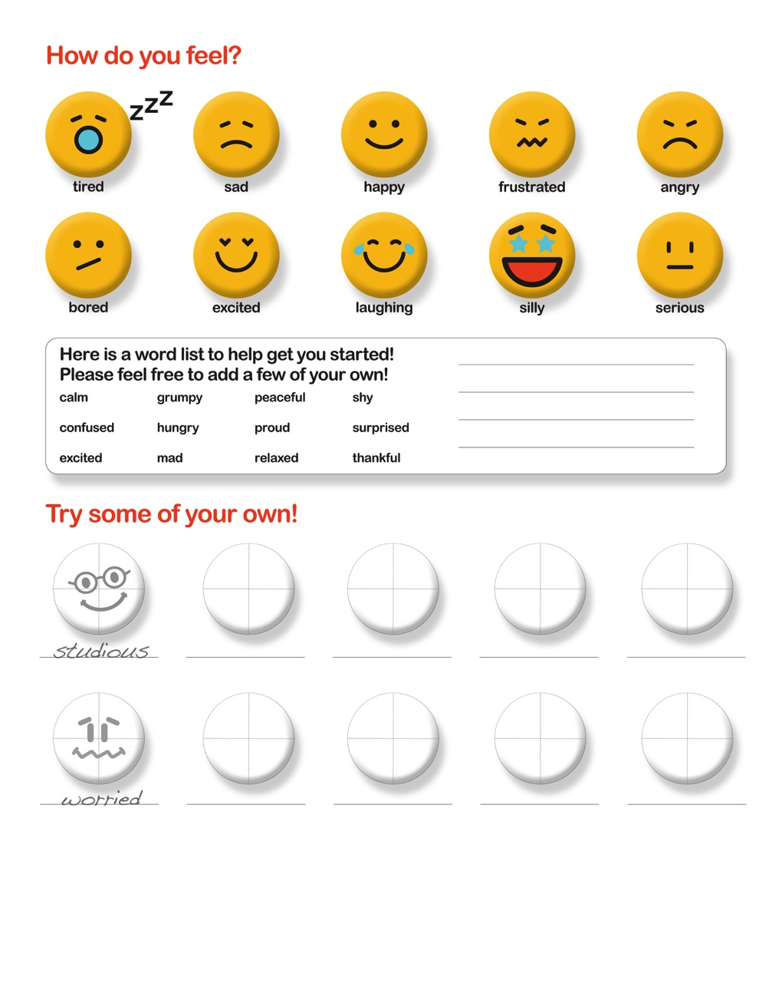 How do you feel?
zzZ
tired sad happy frustrated angry
bored excited laughing silly serious
Here is a word list to help get you started!
Please feel free to add a few of your own!
calm grumpy peaceful shy
confused hungry proud surprised
excited mad relaxed thankful
Try some of your own!
studious
worried